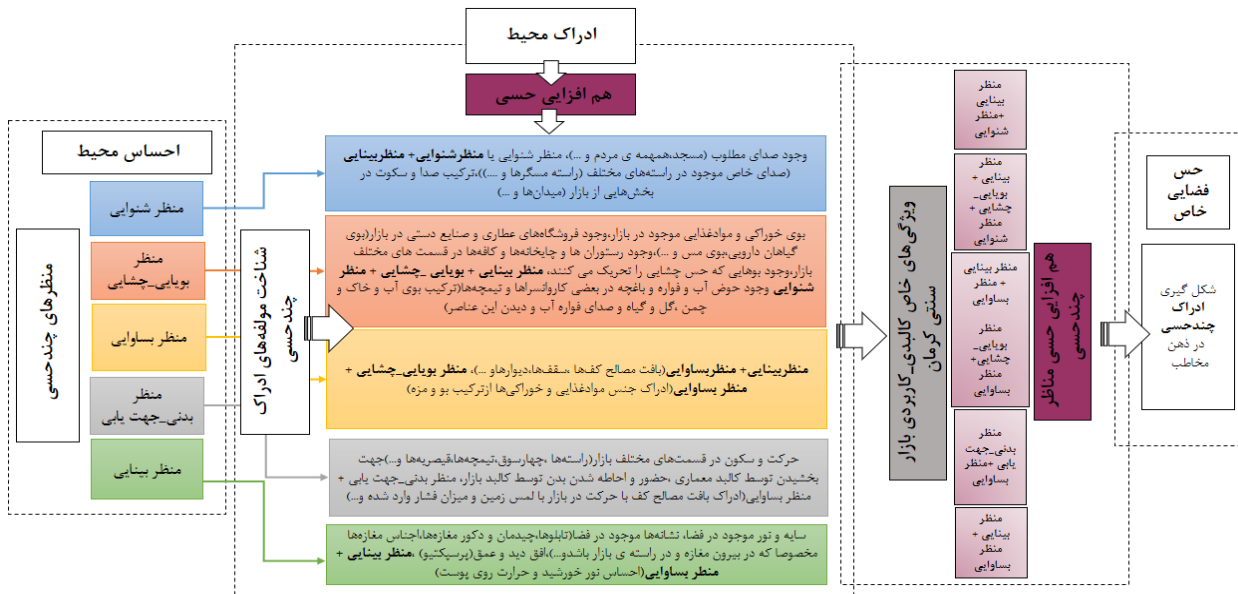 ادراک محیط
هم افزایی حسی
احساس محیط
منظرهای چندحسی
منظر شنوایی
منظر
بویایی_چشایی
منظر بساوایی
منظر
بدنی_جهت یابی
منظر بینایی
شناخت مولفه‌های ادراک
چندحسی
وجود صدای مطلوب (مسجد،همهمه ی مردم و ...)، منظر شنوایی یا منظرشنوایی+ منظربینایی
(صدای خاص موجود در راسته‌های مختلف (راسته مسگرها و ....))،ترکیب صدا و سکوت در
بخش‌هایی از بازار (میدان‌ها و ...)
بوی خوراکی و موادغذایی موجود در بازار،وجود فروشگاه‌های عطاری و صنایع دستی در بازار(بوی
گیاهان دارویی،بوی مس و ...)،وجود رستوران ها و چایخانه‌ها و کافه‌ها در قسمت های مختلف
بازار،وجود بوهایی که حس چشایی را تحریک می کنند، منظر بینایی + بویایی _چشایی + منظر
شنوایی وجود حوض آب و فواره و باغچه در بعضی کاروانسراها و تیمچه‌ها(ترکیب بوی آب و خاک و
چمن ،گل و گیاه و صدای فواره آب و دیدن این عناصر)
منظربینایی+ منظربساوایی(بافت مصالح کف‌ها ،سقف‌ها،دیوارهاو ...)، منظر بویایی_چشایی +
منظر بساوایی(ادراک جنس موادغذایی و خوراکی‌ها ازترکیب بو و مزه)
حرکت و سکون در قسمت‌های مختلف بازار(راسته‌ها ،چهارسوق،تیمچه‌ها،قیصریه‌ها و...)جهت
بخشیدن توسط کالبد معماری ،حضور و احاطه شدن بدن توسط کالبد بازار، منظر بدنی_جهت یابی +
منظر بساوایی(ادراک بافت مصالح کف با حرکت در بازار با لمس زمین و میزان فشار وارد شده و...)
سایه و نور موجود در فضا، نشانه‌ها موجود در فضا(تابلوها،چیدمان و دکور مغازه‌ها،اجناس مغازه‌ها
مخصوصا که در بیرون مغازه و در راسته ی بازار باشدو...)،افق دید و عمق(پرسپکتیو) ،منظر بینایی +
منظر بساوایی(احساس نور خورشید و حرارت روی پوست)
ویژگی‌های خاص کالبدی_کاربردی بازار
سنتی کرمان
منظر
بینایی
+منظر
شنوایی
منظر
بینایی +
بویایی_
چشایی +
منظر
شنوایی
منظر بینایی
+ منظر
بساوایی
منظر
بویایی_
چشایی+
منظر
بساوایی
منظر
بدنی_جهت
یابی +منظر
بساوایی
منظر
بینایی +
منظر
بساوایی
هم افزایی حسی مناظر
چندحسی
حس
فضایی
خاص
شکل گیری
ادراک
چندحسی
در ذهن
مخاطب